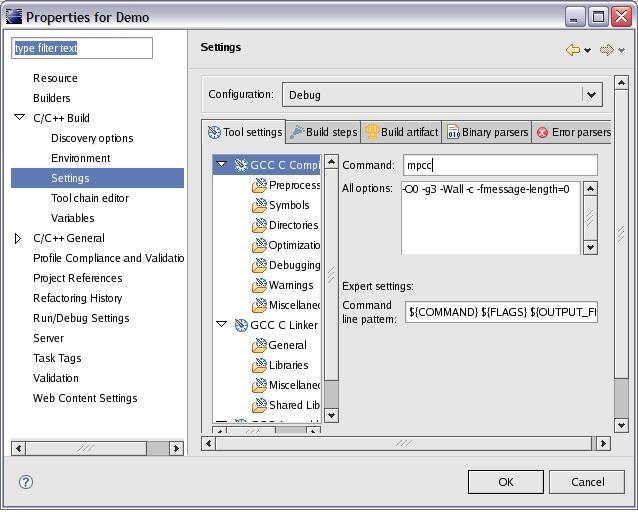 Properties for Demo
type filter text
Resource
Builders
C/C++ Build
Discovery options
Environment
Settings
Tool chain editor
Variables
C/C++ General
Profile Compliance and Validatio
Project References
Refactoring History
Run/Debug Settings
Server
Task Tags
Validation
Web Content Settings
Settings
Configuration: Debug
Tool settings Build steps Build artifact Binary parsers Error parsers
GCC C Compi
Preprocess
Symbols
Directories
Optimizatio
Debugging
Warnings
Miscellane
GCC C Linker
General
Libraries
Miscellane
Shared Lib
Command: mpcc
All options: -O0 -g3 -Wall -c -fmessage-length=0
Expert settings:
Command
line pattern: ${COMMAND} ${FLAGS} ${OUTPUT_FI
OK Cancel